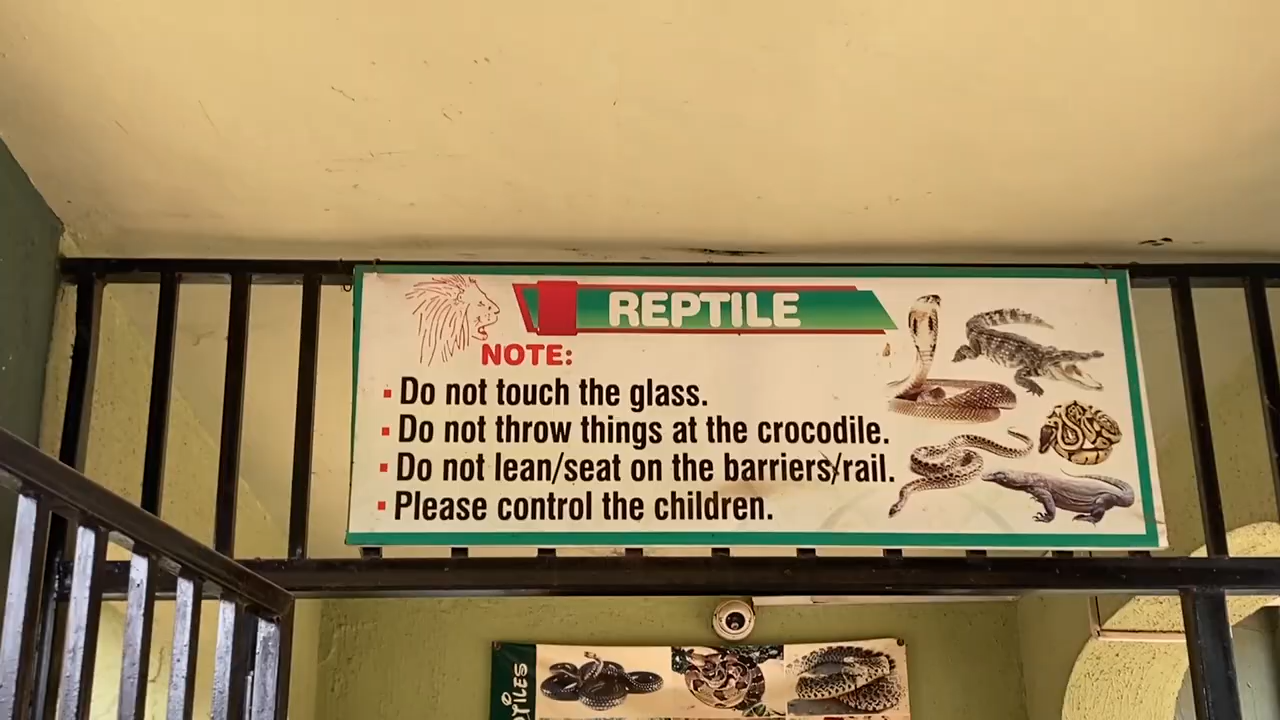 REPTILE
NOTE:
▪ Do not touch the glass.
▪ Do not throw things at the crocodile.
▪ Do not lean/seat on the barriers/rail.
▪ Please control the children.